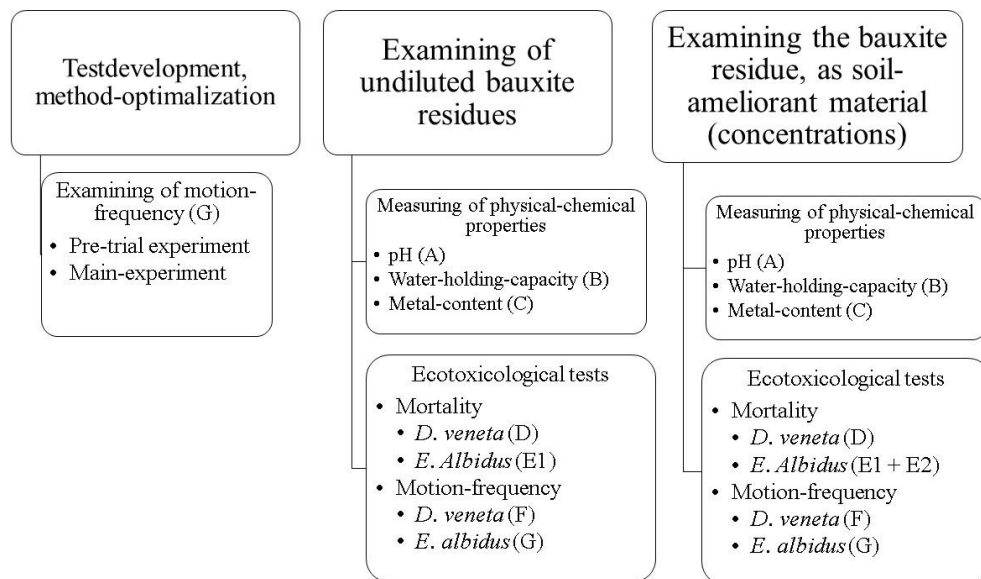 Testdevelopment,
method-optimalization
Examining of motion-
frequency (G)
• Pre-trial experiment
• Main-experiment
Examining of
undiluted bauxite
residues
Measuring of physical-chemical
properties
• pH (A)
• Water-holding-capacity (B)
• Metal-content (C)
Ecotoxicological tests
• Mortality
• D. veneta (D)
• E. Albidus (E1)
• Motion-frequency
• D. veneta (F)
• E. albidus (G)
Examining the bauxite
residue, as soil-
ameliorant material
(concentrations)
Measuring of physical-chemical
properties
• pH (A)
• Water-holding-capacity (B)
• Metal-content (C)
Ecotoxicological tests
• Mortality
• D. veneta (D)
• E. Albidus (E1 + E2)
• Motion-frequency
• D. veneta (F)
• E. albidus (G)